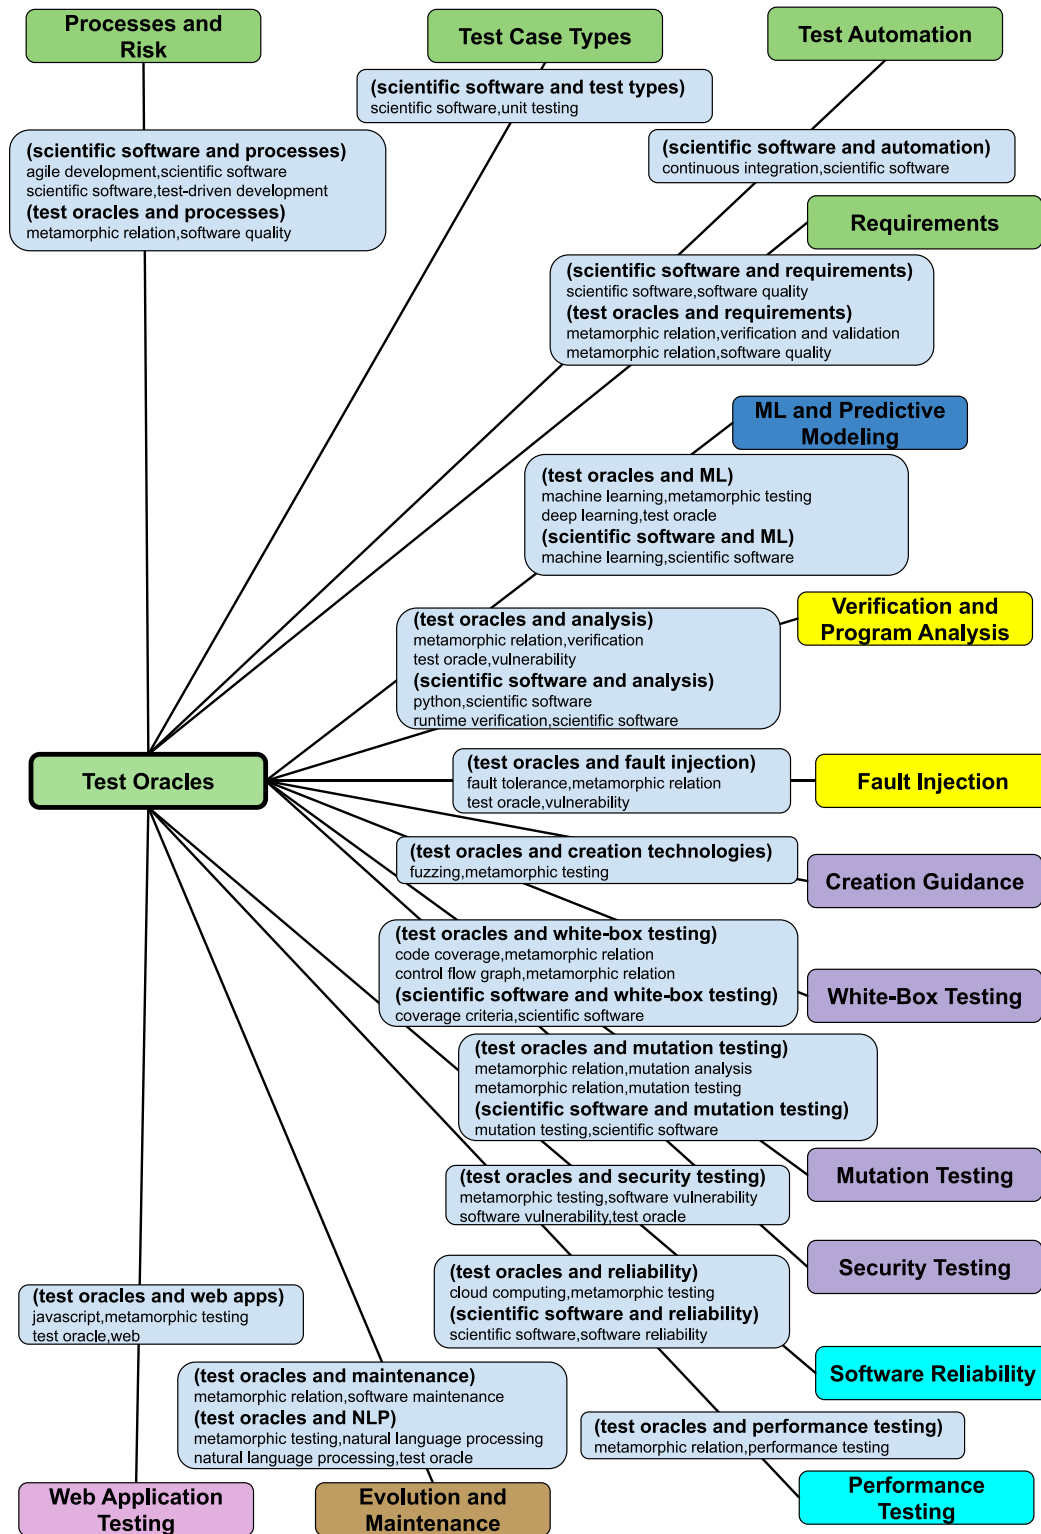 Processes and
Risk
Test Case Types
Test Automation
(scientific software and test types)
scientific software,unit testing
(scientific software and processes)
agile development,scientific software
scientific software,test-driven development
(test oracles and processes)
metamorphic relation,software quality
(scientific software and automation)
continuous integration,scientific software
Requirements
(scientific software and requirements)
scientific software,software quality
(test oracles and requirements)
metamorphic relation,verification and validation
metamorphic relation,software quality
ML and Predictive
Modeling
(test oracles and ML)
machine learning,metamorphic testing
deep learning,test oracle
(scientific software and ML)
machine learning,scientific software
Verification and
Program Analysis
(test oracles and analysis)
metamorphic relation,verification
test oracle,vulnerability
(scientific software and analysis)
python,scientific software
runtime verification,scientific software
Test Oracles
(test oracles and fault injection)
fault tolerance,metamorphic relation
test oracle,vulnerability
Fault Injection
(test oracles and creation technologies)
fuzzing,metamorphic testing
Creation Guidance
(test oracles and white-box testing)
code coverage,metamorphic relation
control flow graph,metamorphic relation
(scientific software and white-box testing)
coverage criteria,scientific software
White-Box Testing
(test oracles and mutation testing)
metamorphic relation,mutation analysis
metamorphic relation,mutation testing
(scientific software and mutation testing)
mutation testing,scientific software
Mutation Testing
(test oracles and security testing)
metamorphic testing,software vulnerability
software vulnerability,test oracle
Security Testing
(test oracles and reliability)
cloud computing,metamorphic testing
(scientific software and reliability)
scientific software,software reliability
Software Reliability
(test oracles and web apps)
javascript,metamorphic testing
test oracle,web
(test oracles and maintenance)
metamorphic relation,software maintenance
(test oracles and NLP)
metamorphic testing,natural language processing
natural language processing,test oracle
(test oracles and performance testing)
metamorphic relation,performance testing
Web Application
Testing
Evolution and
Maintenance
Performance
Testing